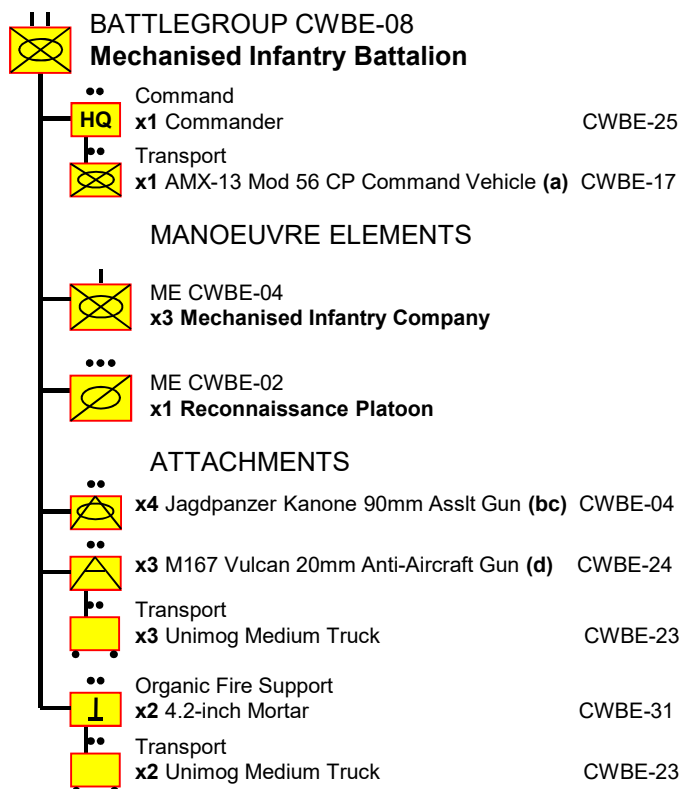 BATTLEGROUP CWBE-08
Mechanised Infantry Battalion
Command
HQ x1 Commander CWBE-25
Transport
x1 AMX-13 Mod 56 CP Command Vehicle (a) CWBE-17
MANOEUVRE ELEMENTS
ME CWBE-04
x3 Mechanised Infantry Company
ME CWBE-02
x1 Reconnaissance Platoon
ATTACHMENTS
x4 Jagdpanzer Kanone 90mm Asslt Gun (bc) CWBE-04
x3 M167 Vulcan 20mm Anti-Aircraft Gun (d) CWBE-24
Transport
x3 Unimog Medium Truck CWBE-23
Organic Fire Support
x2 4.2-inch Mortar CWBE-31
Transport
x2 Unimog Medium Truck CWBE-23